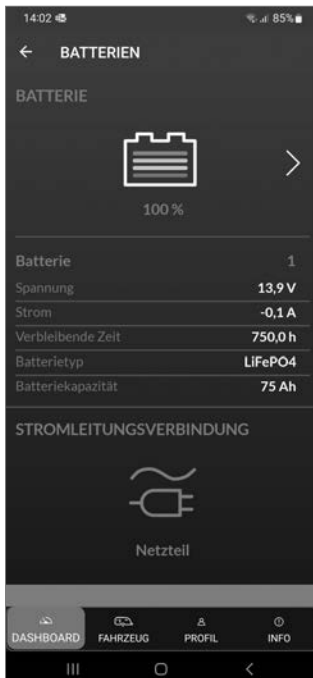 14:02 85%
BATTERIEN
BATTERIE
100 %
Batterie 1
Spannung 13,9 V
Strom -0,1 A
Verbleibende Zeit 750,0 h
Batterietyp LiFePO4
Batteriekapazität 75 Ah
STROMLEITUNGSVERBINDUNG
Netzteil
DASHBOARD FAHRZEUG PROFIL INFO